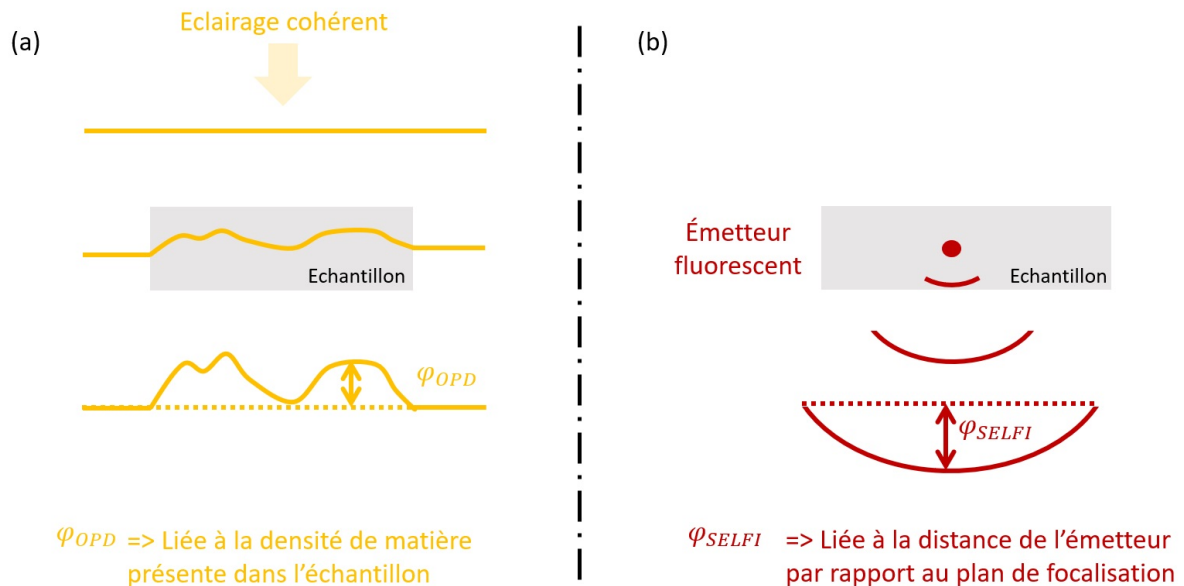 (a)
Eclairage cohérent
Echantillon
φOPD
φOPD => Liée à la densité de matière
présente dans l'échantillon
(b)
Émetteur
fluorescent
Echantillon
φSELFI
φSELFI => Liée à la distance de l'émetteur
par rapport au plan de focalisation